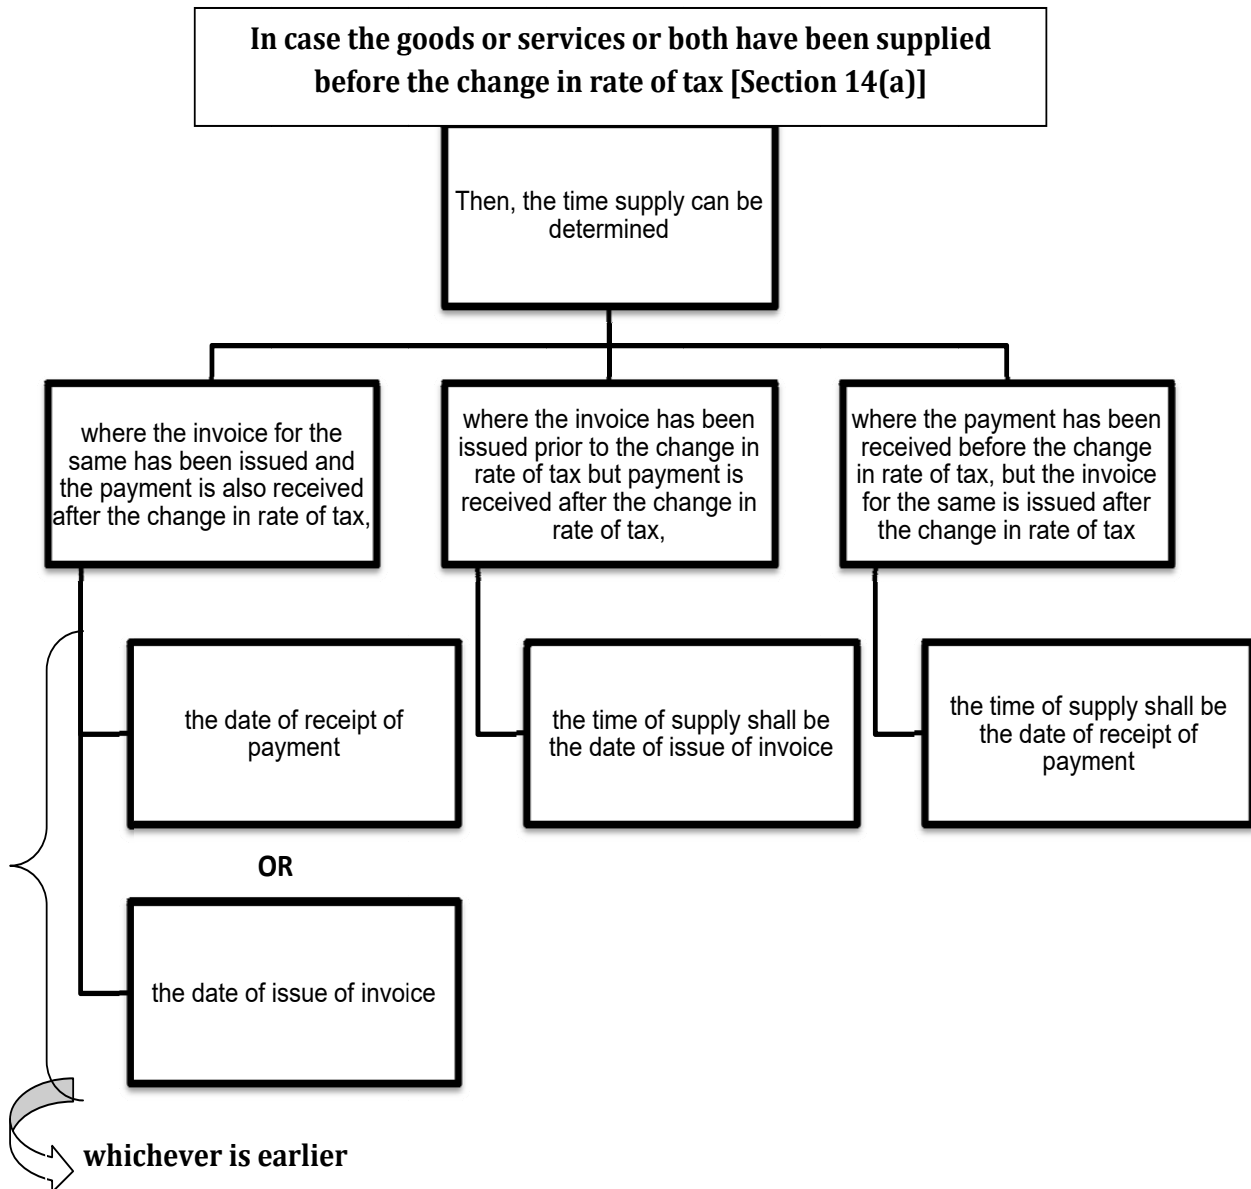 In case the goods or services or both have been supplied
before the change in rate of tax [Section 14(a)]
Then, the time supply can be
determined
where the invoice for the
same has been issued and
the payment is also received
after the change in rate of tax,
where the invoice has been
issued prior to the change in
rate of tax but payment is
received after the change in
rate of tax,
where the payment has been
received before the change
in rate of tax, but the invoice
for the same is issued after
the change in rate of tax
the date of receipt of
payment
the time of supply shall be
the date of issue of invoice
the time of supply shall be
the date of receipt of
payment
OR
the date of issue of invoice
whichever is earlier